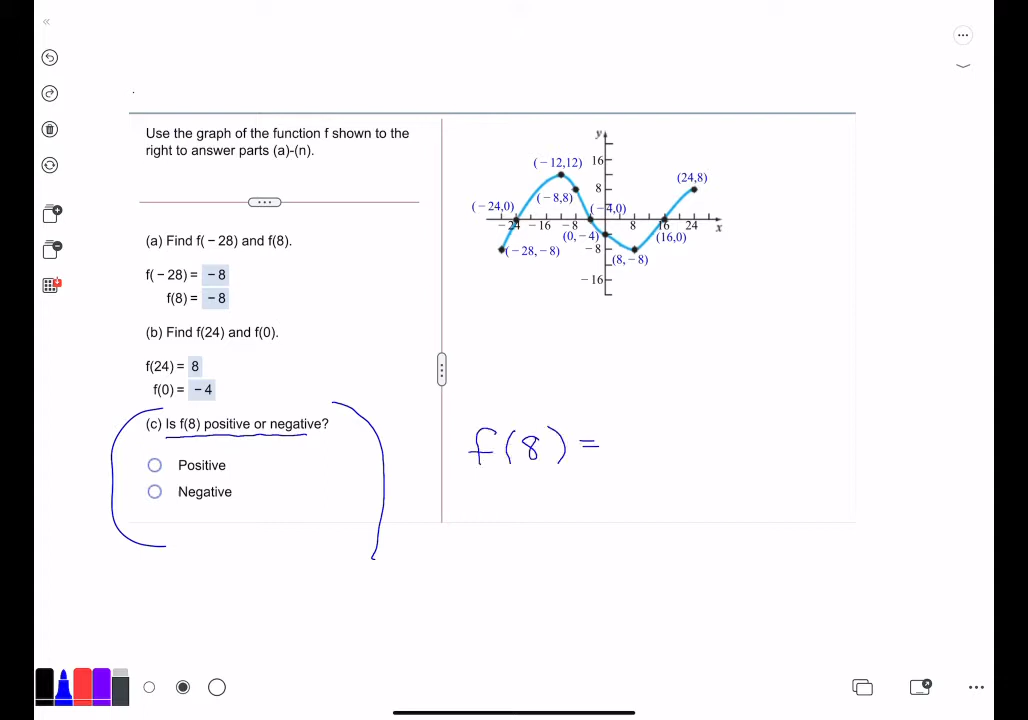 Use the graph of the function f shown to the
right to answer parts (a)-(n).
(a) Find f( − 28) and f(8).
f( − 28) = − 8
f(8) = − 8
(b) Find f(24) and f(0).
f(24) = 8
f(0) = − 4
(c) Is f(8) positive or negative?
Positive
Negative
y
16
(− 12,12)
(24,8)
8
(− 8,8)
(− 24,0)
(− 4,0)
− 24 − 16 − 8 8 16 24 x
(0, − 4)
(16,0)
− 8
(− 28, − 8)
(8, − 8)
− 16
f(8) =